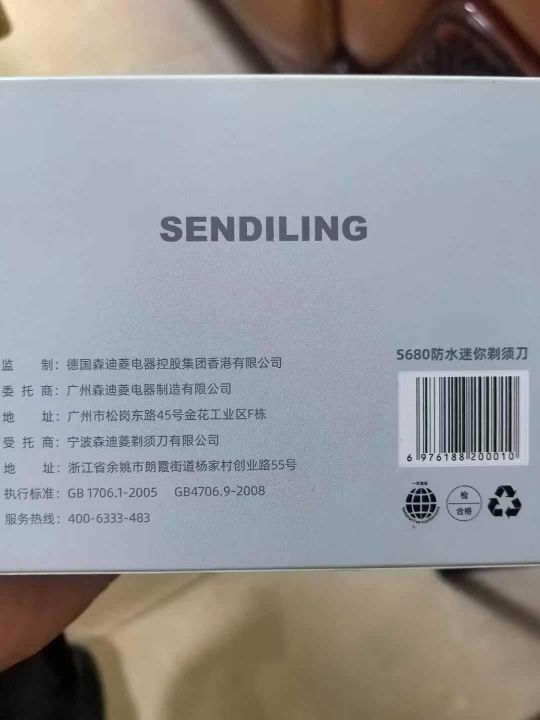 SENDILING
监 制：德国森迪菱电器控股集团香港有限公司
委 托 商：广州森迪菱电器制造有限公司
地 址：广州市松岗东路45号金花工业区F栋
受 托 商：宁波森迪菱剃须刀有限公司
地 址：浙江省余姚市朗霞街道杨家村创业路55号
执行标准：GB 1706.1-2005 GB4706.9-2008
服务热线：400-6333-483
S680防水迷你剃须刀
6 976188 200010
检
合格